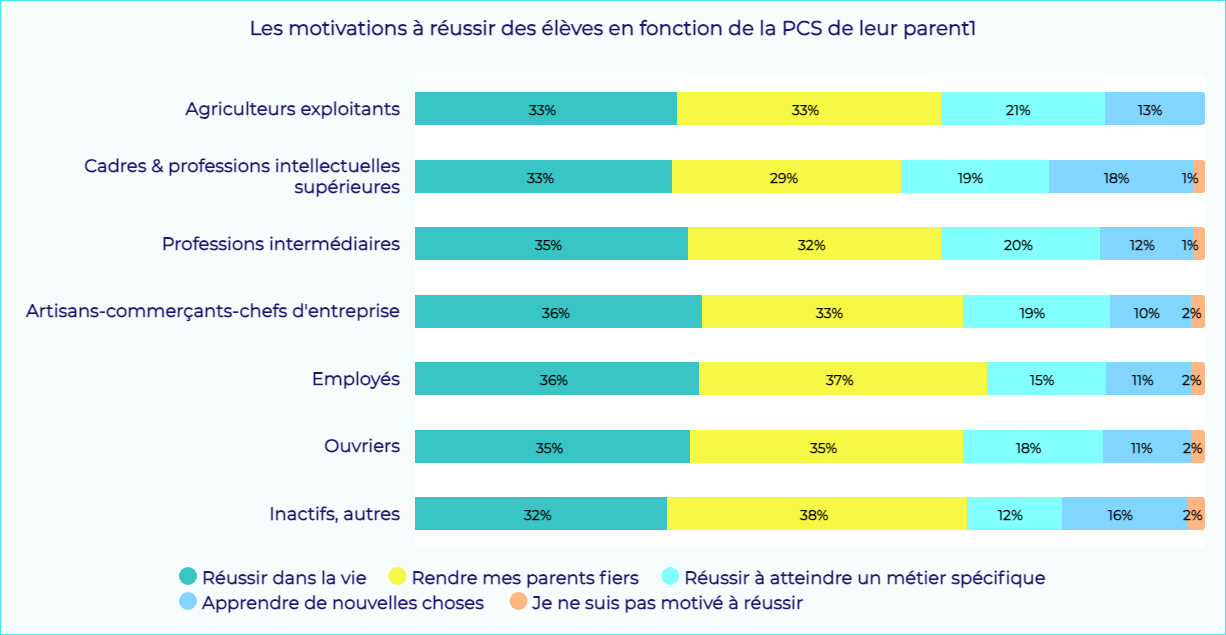 Les motivations à réussir des élèves en fonction de la PCS de leur parent1
Agriculteurs exploitants 33% 33% 21% 13%
Cadres & professions intellectuelles
supérieures 33% 29% 19% 18% 1%
Professions intermédiaires 35% 32% 20% 12% 1%
Artisans-commerçants-chefs d'entreprise 36% 33% 19% 10% 2%
Employés 36% 37% 15% 11% 2%
Ouvriers 35% 35% 18% 11% 2%
Inactifs, autres 32% 38% 12% 16% 2%
Réussir dans la vie Rendre mes parents fiers Réussir à atteindre un métier spécifique
Apprendre de nouvelles choses Je ne suis pas motivé à réussir